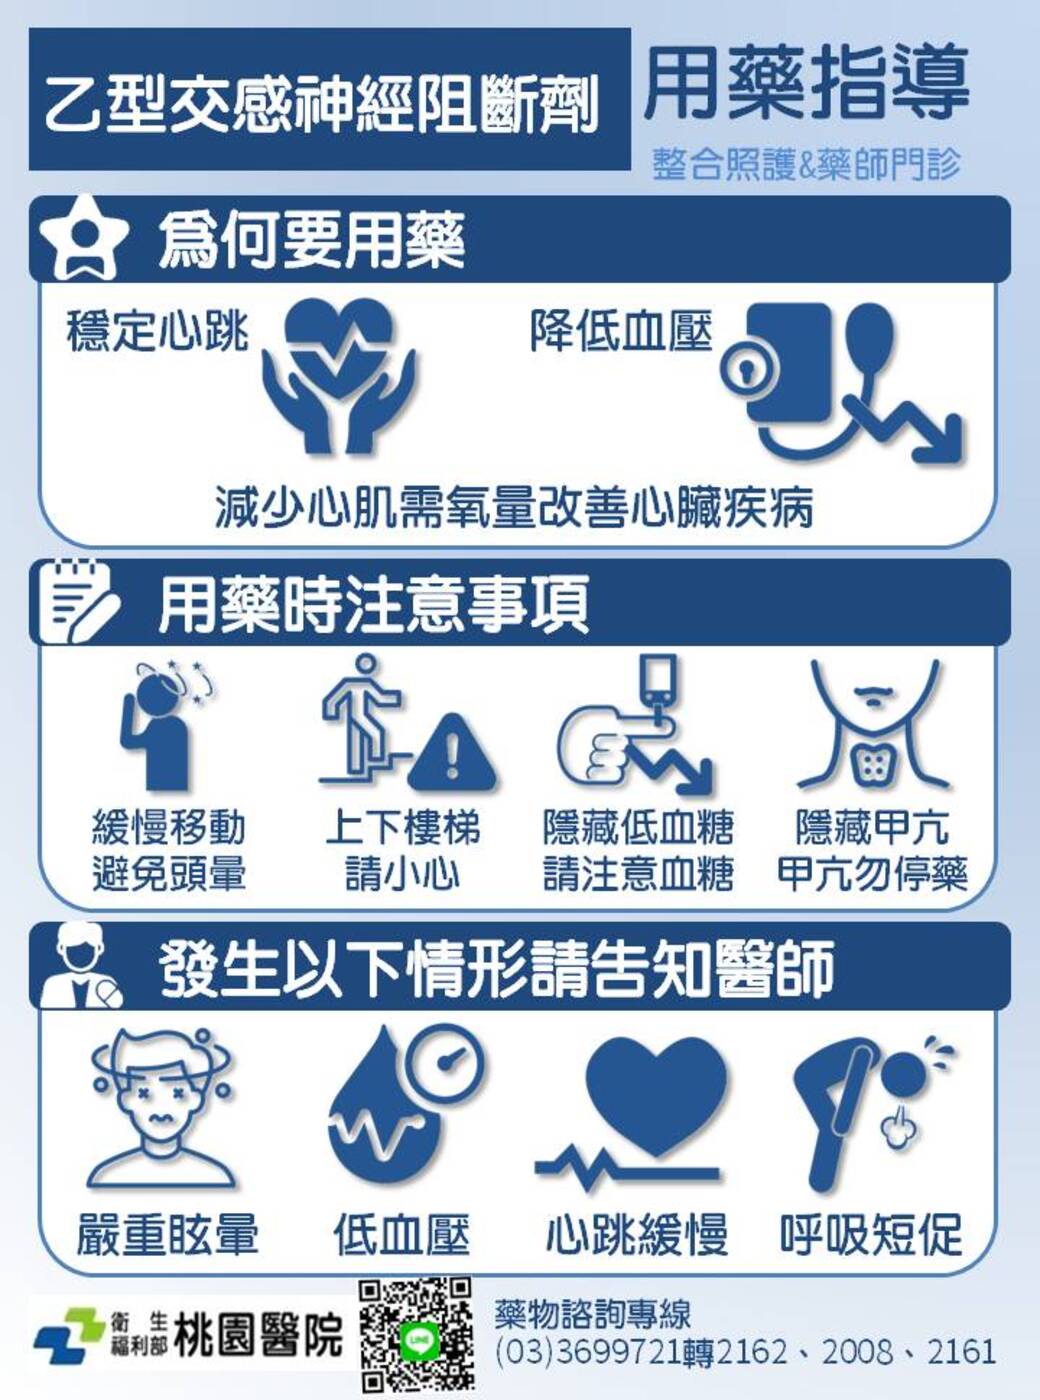 乙型交感神經阻斷劑
用藥指導
整合照護&藥師門診
為何要用藥
穩定心跳
降低血壓
減少心肌需氧量改善心臟疾病
用藥時注意事項
緩慢移動
避免頭暈
上下樓梯
請小心
隱藏低血糖
請注意血糖
隱藏甲亢
甲亢勿停藥
發生以下情形請告知醫師
嚴重眩暈
低血壓
心跳緩慢
呼吸短促
衛生
福利部
桃園醫院
LINE
藥物諮詢專線
(03)3699721轉2162、2008、2161